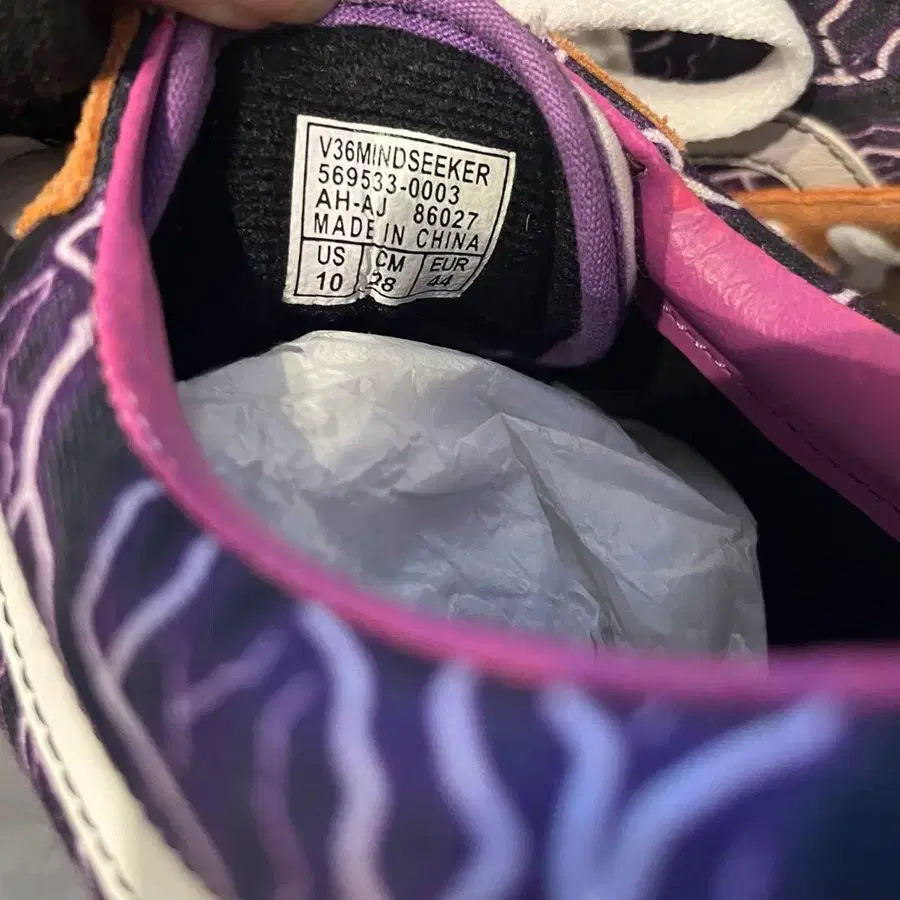 V36MINDSEEKER
569533-0003
AH-AJ 86027
MADE IN CHINA
US CM EUR
10 28 44